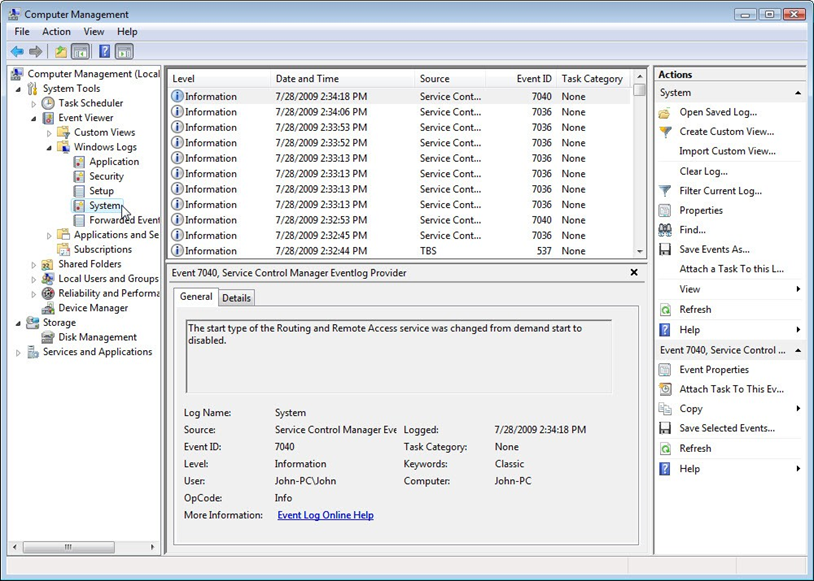 Computer Management
File Action View Help
Computer Management (Local
System Tools
Task Scheduler
Event Viewer
Custom Views
Windows Logs
Application
Security
Setup
System
Forwarded Event
Applications and Se
Subscriptions
Shared Folders
Local Users and Groups
Reliability and Performa
Device Manager
Storage
Disk Management
Services and Applications
Level Date and Time Source Event ID Task Category
Information 7/28/2009 2:34:18 PM Service Cont... 7040 None
Information 7/28/2009 2:34:06 PM Service Cont... 7036 None
Information 7/28/2009 2:33:53 PM Service Cont... 7036 None
Information 7/28/2009 2:33:52 PM Service Cont... 7036 None
Information 7/28/2009 2:33:13 PM Service Cont... 7036 None
Information 7/28/2009 2:33:13 PM Service Cont... 7036 None
Information 7/28/2009 2:33:13 PM Service Cont... 7036 None
Information 7/28/2009 2:33:13 PM Service Cont... 7036 None
Information 7/28/2009 2:32:53 PM Service Cont... 7040 None
Information 7/28/2009 2:32:45 PM Service Cont... 7036 None
Information 7/28/2009 2:32:44 PM TBS 537 None
Event 7040, Service Control Manager Eventlog Provider
General Details
The start type of the Routing and Remote Access service was changed from demand start to
disabled.
Log Name: System
Source: Service Control Manager Eve Logged: 7/28/2009 2:34:18 PM
Event ID: 7040 Task Category: None
Level: Information Keywords: Classic
User: John-PC\John Computer: John-PC
OpCode: Info
More Information: Event Log Online Help
Actions
System
Open Saved Log...
Create Custom View...
Import Custom View...
Clear Log...
Filter Current Log...
Properties
Find...
Save Events As...
Attach a Task To this L...
View
Refresh
Help
Event 7040, Service Control ...
Event Properties
Attach Task To This Ev...
Copy
Save Selected Events...
Refresh
Help